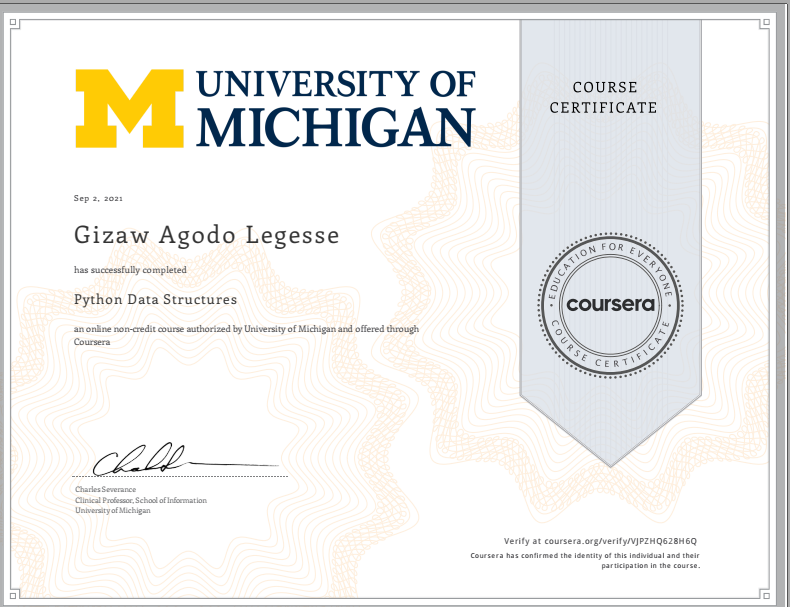 UNIVERSITY OF
MICHIGAN
COURSE
CERTIFICATE
Sep 2, 2021
Gizaw Agodo Legesse
has successfully completed
Python Data Structures
an online non-credit course authorized by University of Michigan and offered through
Coursera
EDUCATION FOR EVERYONE
coursera
COURSE CERTIFICATE
Charles Severance
Clinical Professor, School of Information
University of Michigan
Verify at coursera.org/verify/VJPZHQ628H6Q
Coursera has confirmed the identity of this individual and their
participation in the course.